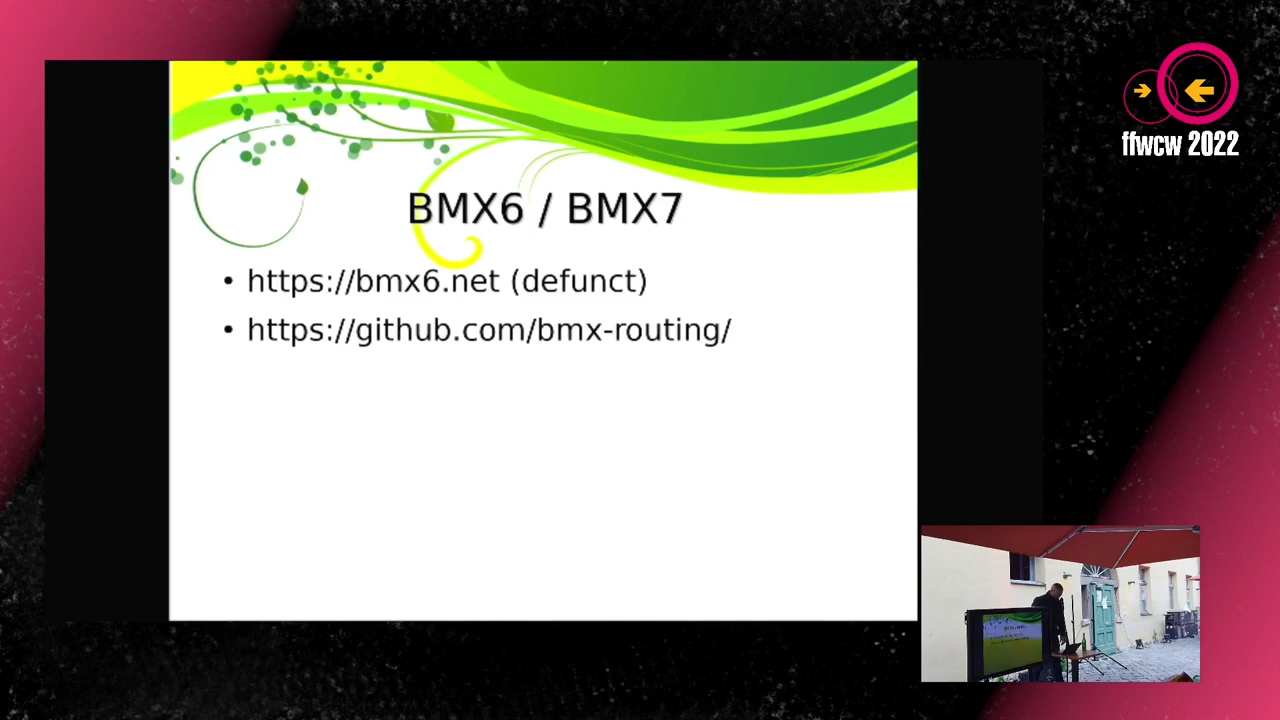 ffwcw 2022
BMX6 / BMX7
• https://bmx6.net (defunct)
• https://github.com/bmx-routing/